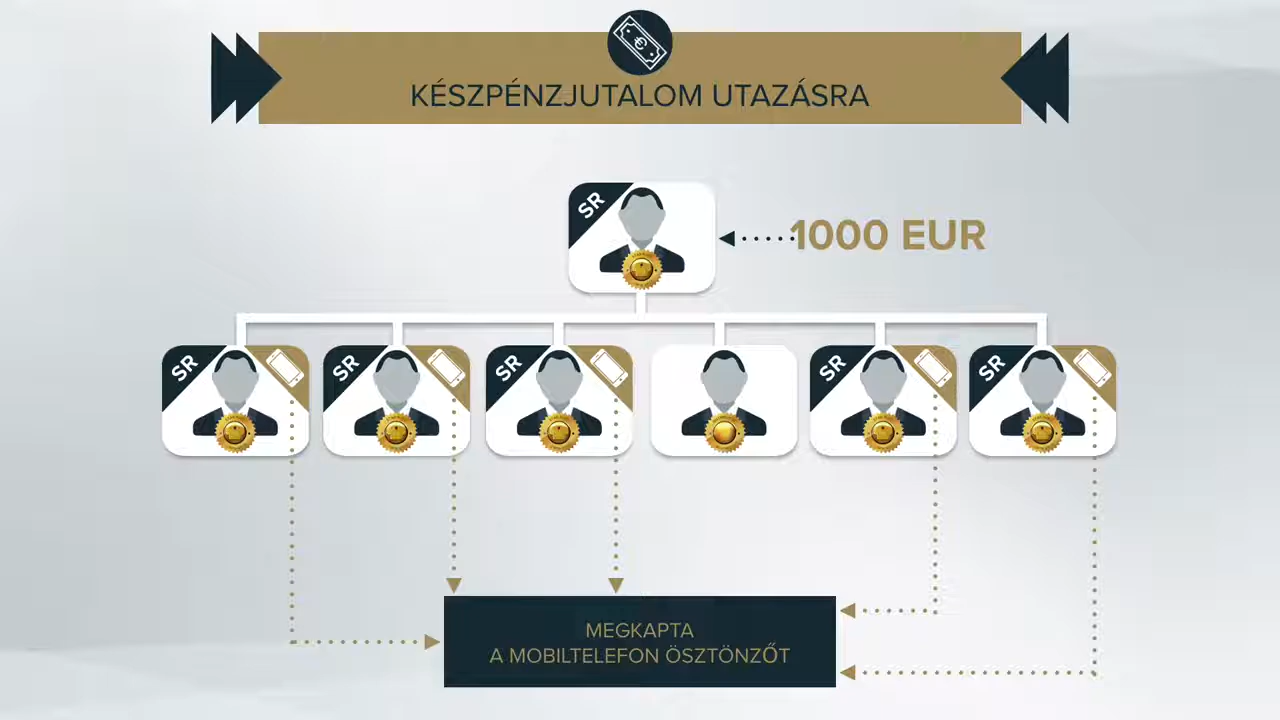 KÉSZPÉNZJUTALOM UTAZÁSRA
SR
1000 EUR
SR
SR
SR
SR
SR
MEGKAPTA
A MOBILTELEFON ÖSZTÖNZŐT